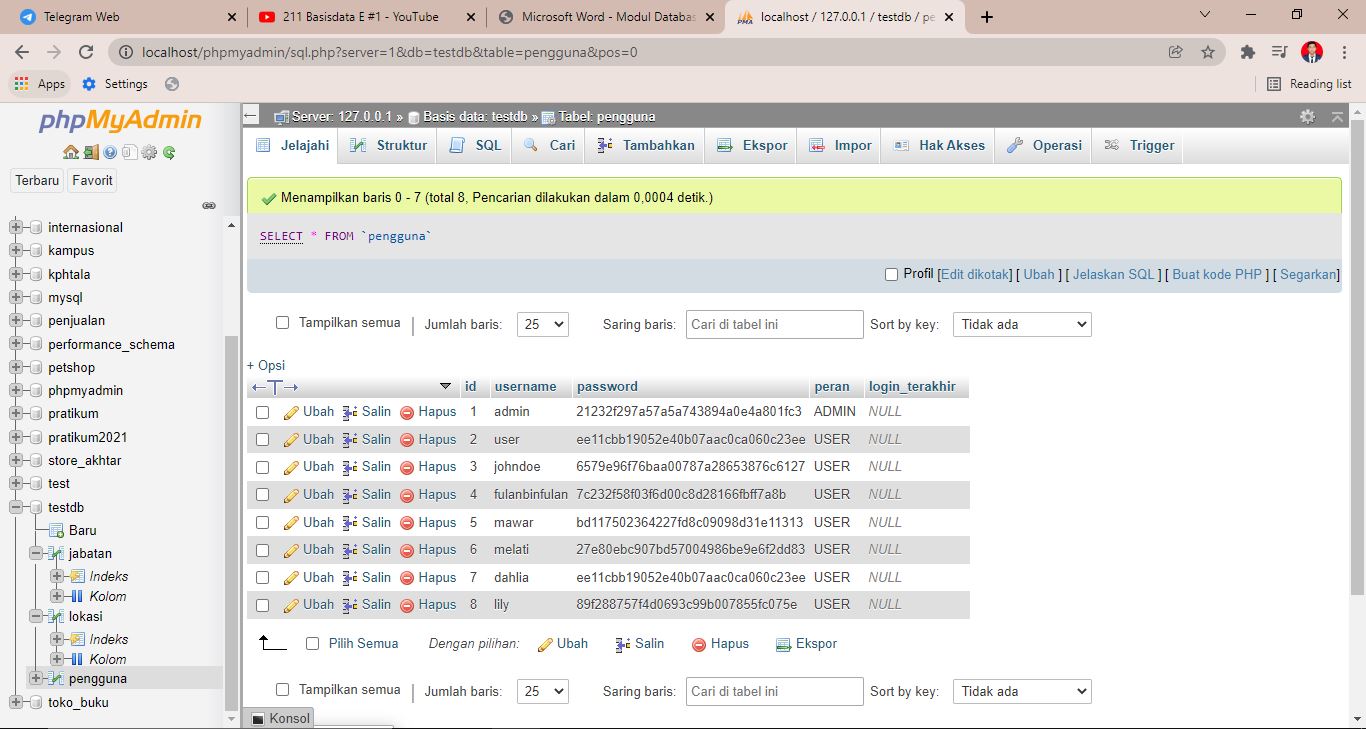 Telegram Web
211 Basisdata E #1 - YouTube
Microsoft Word - Modul Databas
localhost / 127.0.0.1 / testdb / pe
localhost/phpmyadmin/sql.php?server=1&db=testdb&table=pengguna&pos=0
Apps Settings Reading list
phpMyAdmin
Terbaru Favorit
internasional
kampus
kphtala
mysql
penjualan
performance_schema
petshop
phpmyadmin
pratikum
pratikum2021
store_akhtar
test
testdb
Baru
jabatan
Indeks
Kolom
lokasi
Indeks
Kolom
pengguna
toko_buku
Server: 127.0.0.1 » Basis data: testdb » Tabel: pengguna
Jelajahi Struktur SQL Cari Tambahkan Ekspor Impor Hak Akses Operasi Trigger
Menampilkan baris 0 - 7 (total 8, Pencarian dilakukan dalam 0,0004 detik.)
SELECT * FROM `pengguna`
Profil [Edit dikotak] [ Ubah ] [ Jelaskan SQL ] [ Buat kode PHP ] [ Segarkan]
Tampilkan semua | Jumlah baris: 25 Saring baris: Cari di tabel ini Sort by key: Tidak ada
+ Opsi
←T→ id username password peran login_terakhir
Ubah Salin Hapus 1 admin 21232f297a57a5a743894a0e4a801fc3 ADMIN NULL
Ubah Salin Hapus 2 user ee11cbb19052e40b07aac0ca060c23ee USER NULL
Ubah Salin Hapus 3 johndoe 6579e96f76baa00787a28653876c6127 USER NULL
Ubah Salin Hapus 4 fulanbinfulan 7c232f58f03f6d00c8d28166fbff7a8b USER NULL
Ubah Salin Hapus 5 mawar bd117502364227fd8c09098d31e11313 USER NULL
Ubah Salin Hapus 6 melati 27e80ebc907bd57004986be9e6f2dd83 USER NULL
Ubah Salin Hapus 7 dahlia ee11cbb19052e40b07aac0ca060c23ee USER NULL
Ubah Salin Hapus 8 lily 89f288757f4d0693c99b007855fc075e USER NULL
Pilih Semua Dengan pilihan: Ubah Salin Hapus Ekspor
Tampilkan semua | Jumlah baris: 25 Saring baris: Cari di tabel ini Sort by key: Tidak ada
Konsol